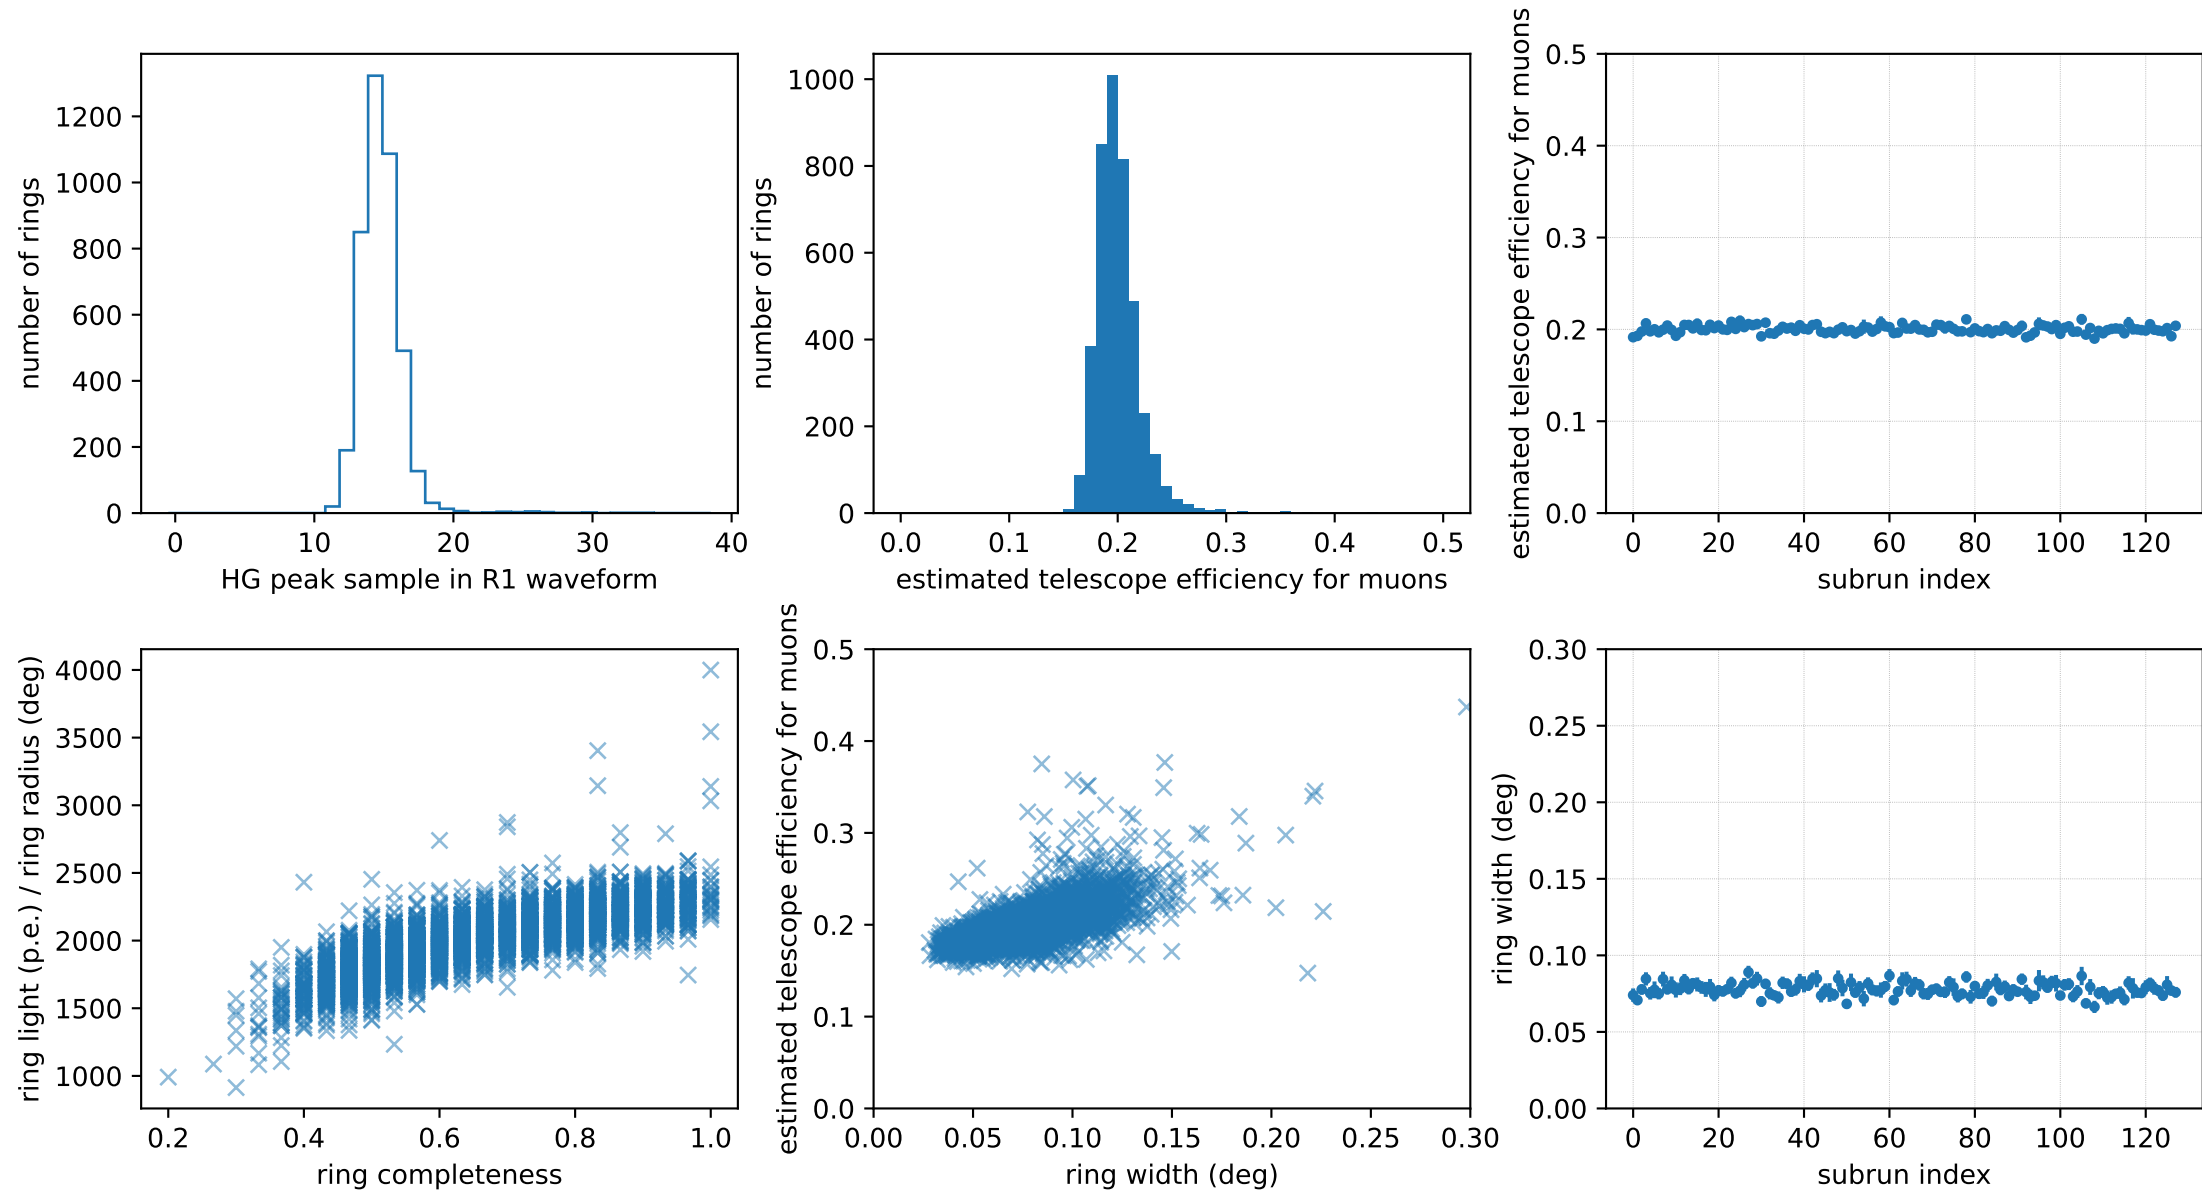 number of rings
1200
1000
800
600
400
200
0
0 10 20 30 40
HG peak sample in R1 waveform
number of rings
1000
800
600
400
200
0
0.0 0.1 0.2 0.3 0.4 0.5
estimated telescope efficiency for muons
estimated telescope efficiency for muons
0.5
0.4
0.3
0.2
0.1
0.0
0 20 40 60 80 100 120
subrun index
ring light (p.e.) / ring radius (deg)
4000
3500
3000
2500
2000
1500
1000
0.2 0.4 0.6 0.8 1.0
ring completeness
estimated telescope efficiency for muons
0.5
0.4
0.3
0.2
0.1
0.0
0.00 0.05 0.10 0.15 0.20 0.25 0.30
ring width (deg)
ring width (deg)
0.30
0.25
0.20
0.15
0.10
0.05
0.00
0 20 40 60 80 100 120
subrun index